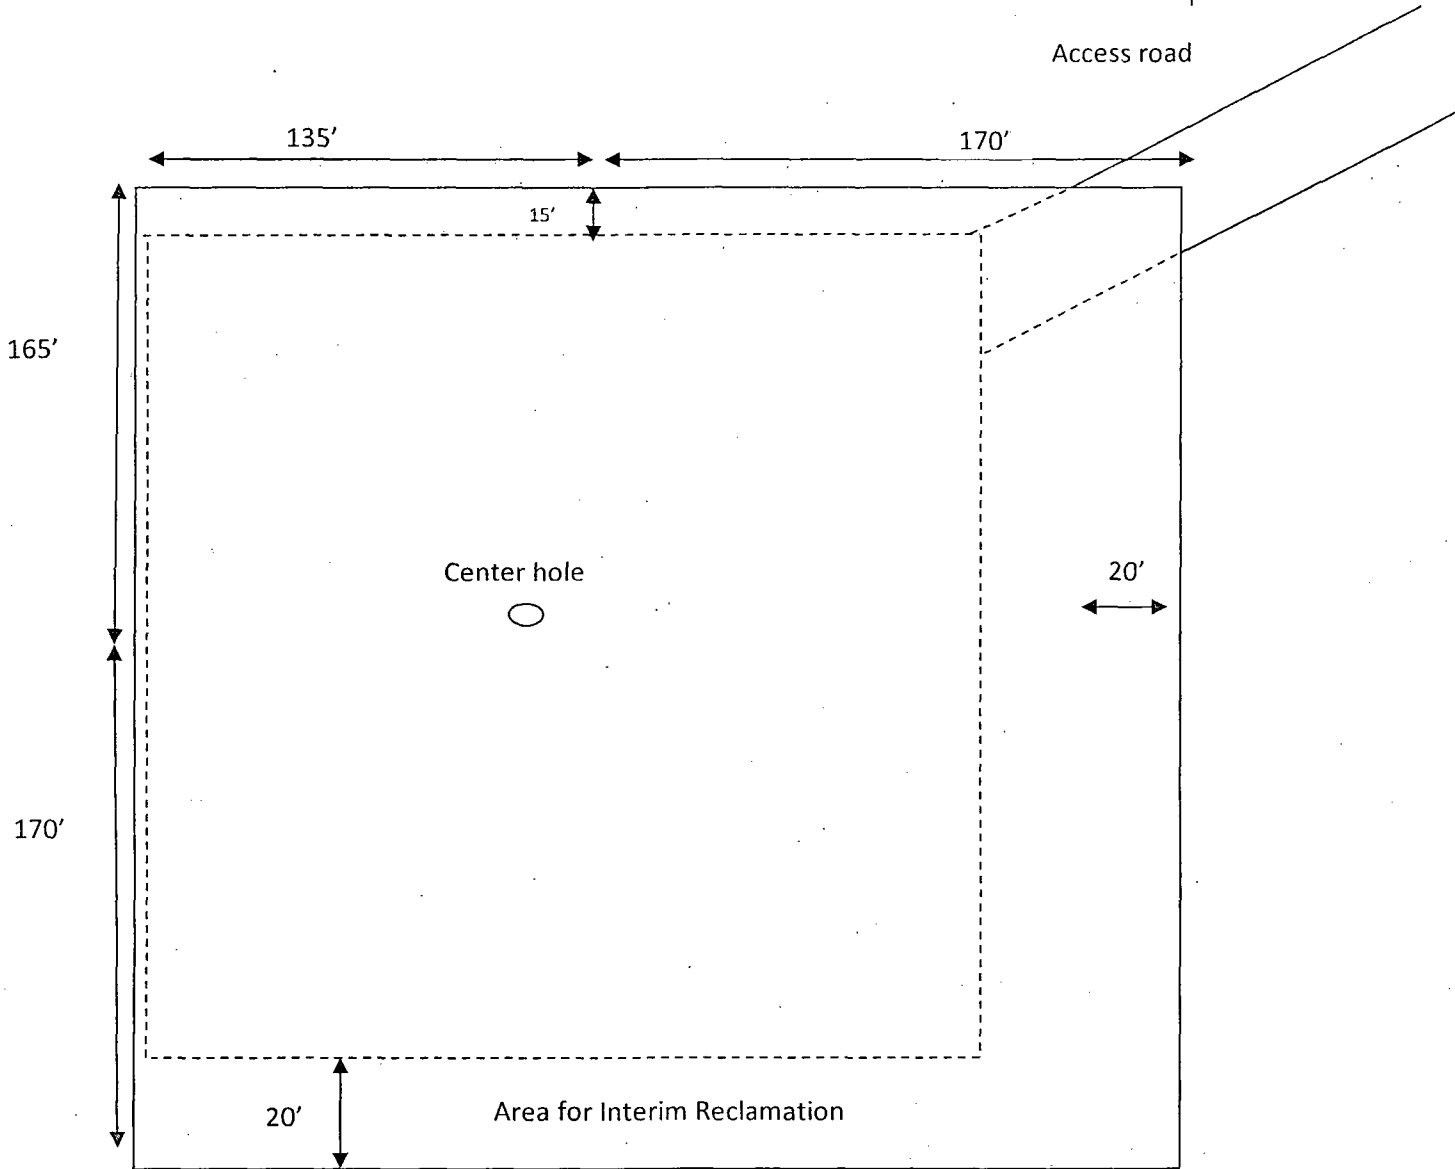 Access road
135′
170′
15′
165′
Center hole
20′
170′
20′
Area for Interim Reclamation